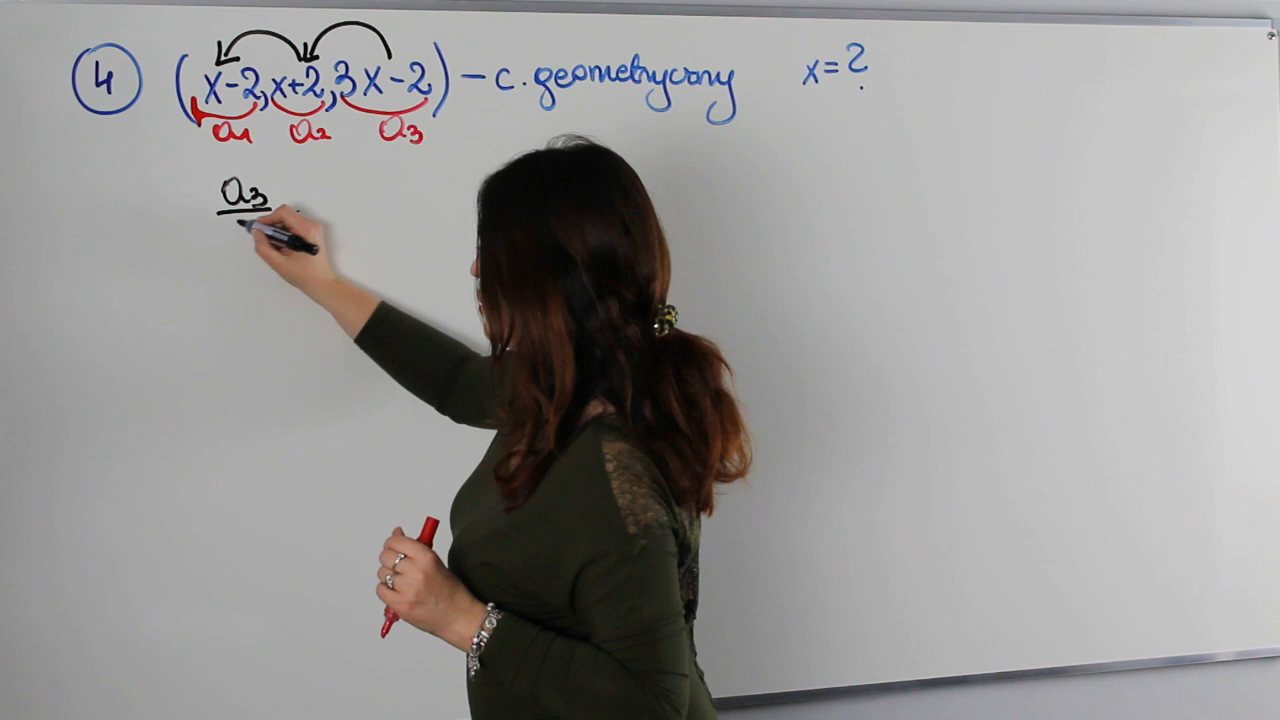 4 (x-2, x+2, 3x-2) - c. geometryczny x = ?
a1 a2 a3
a3